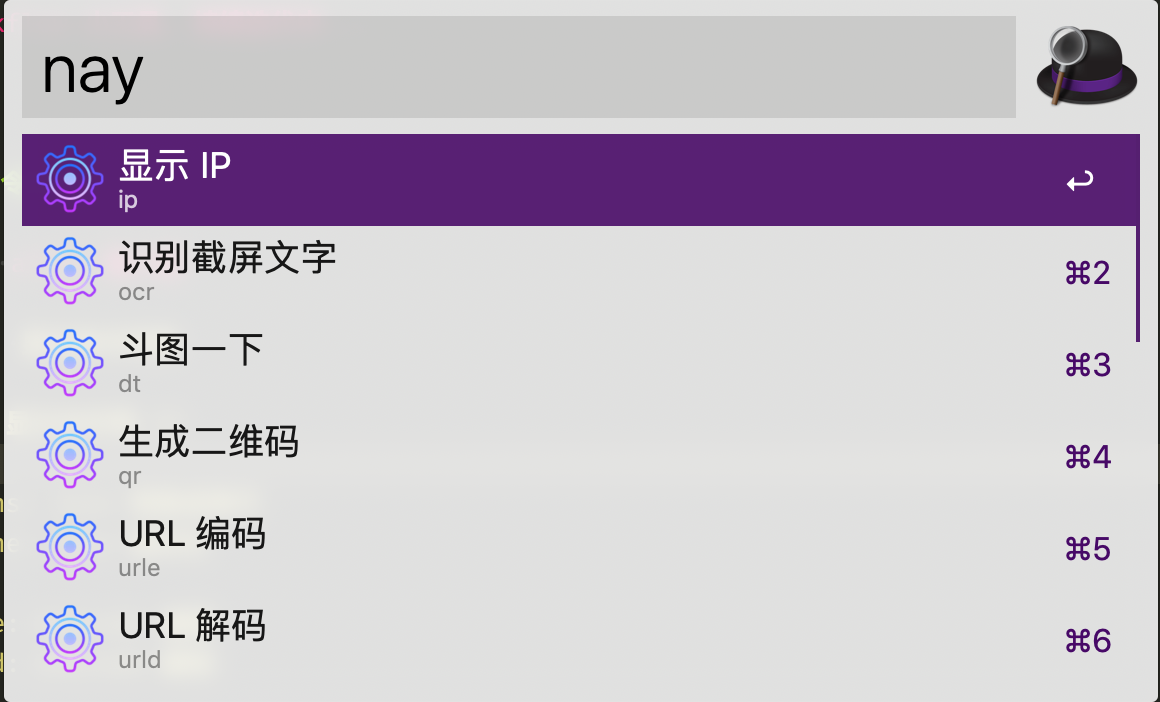 nay
显示 IP
ip
识别截屏文字
ocr
⌘2
斗图一下
dt
⌘3
生成二维码
qr
⌘4
URL 编码
urle
⌘5
URL 解码
urld
⌘6